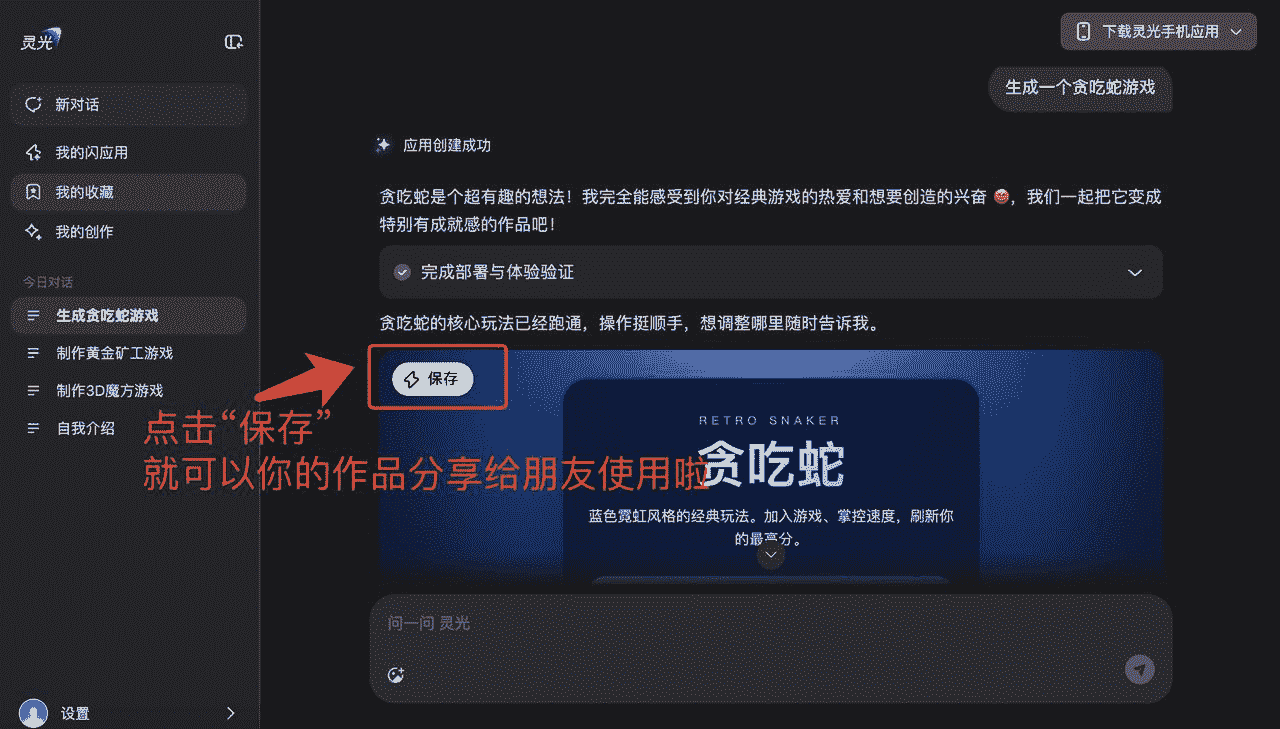 灵光
下载灵光手机应用
新对话
我的闪应用
我的收藏
我的创作
今日对话
生成贪吃蛇游戏
制作黄金矿工游戏
制作3D魔方游戏
自我介绍
设置
生成一个贪吃蛇游戏
应用创建成功
贪吃蛇是个超有趣的想法！我完全能感受到你对经典游戏的热爱和想要创造的兴奋，我们一起把它变成
特别有成就感的作品吧！
完成部署与体验验证
贪吃蛇的核心玩法已经跑通，操作挺顺手，想调整哪里随时告诉我。
保存
点击“保存”
就可以你的作品分享给朋友使用啦
RETRO SNAKER
贪吃蛇
蓝色霓虹风格的经典玩法。加入游戏、掌控速度，刷新你
的最高分。
问一问 灵光